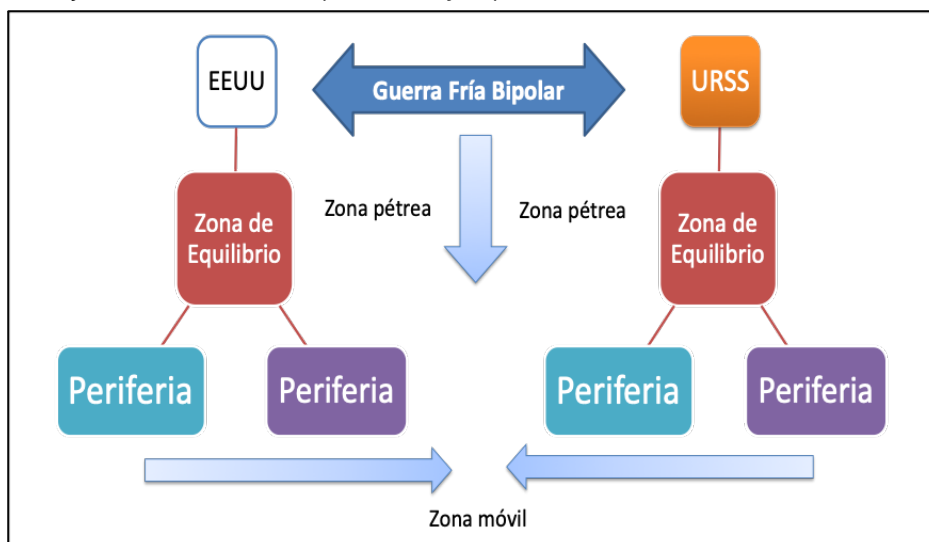 EEUU
Guerra Fría Bipolar
URSS
Zona pétrea
Zona pétrea
Zona de
Equilibrio
Zona de
Equilibrio
Periferia
Periferia
Periferia
Periferia
Zona móvil